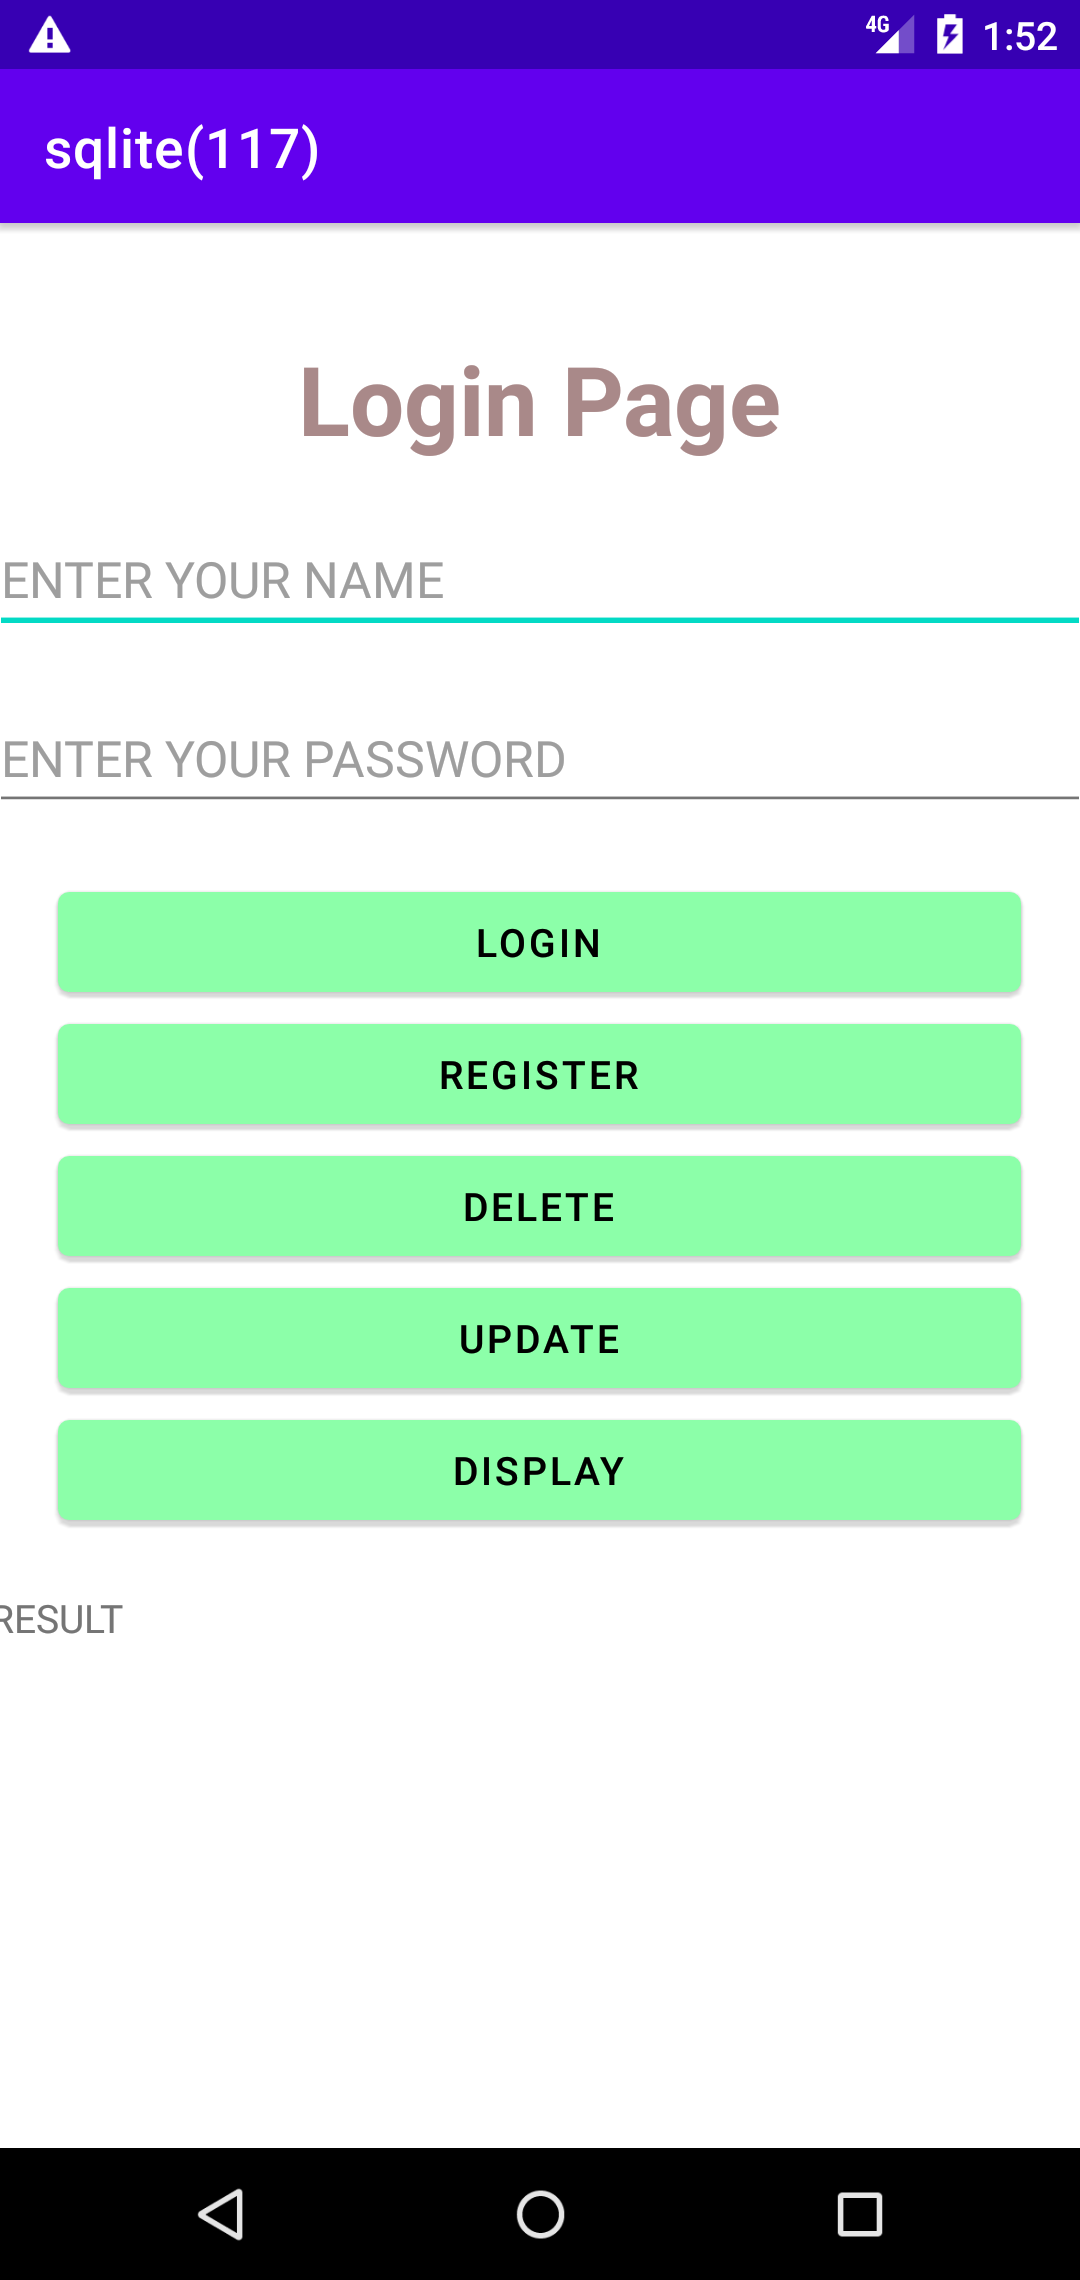 4G 1:52
sqlite(117)
Login Page
ENTER YOUR NAME
ENTER YOUR PASSWORD
LOGIN
REGISTER
DELETE
UPDATE
DISPLAY
RESULT